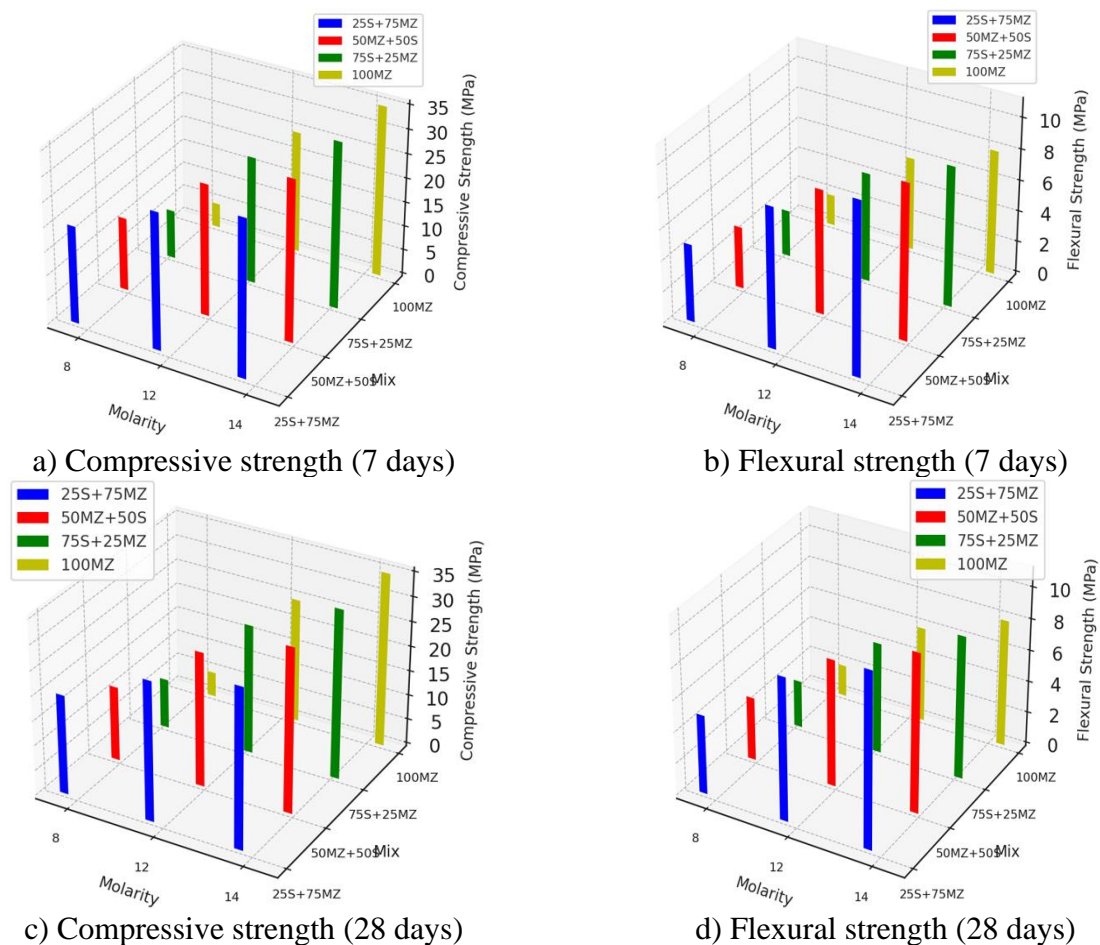 25S+75MZ
50MZ+50S
75S+25MZ
100MZ
35
30
25
20
15
10
5
0
Compressive Strength (MPa)
100MZ
75S+25MZ
50MZ+50S
Mix
25S+75MZ
8
12
14
Molarity
a) Compressive strength (7 days)
25S+75MZ
50MZ+50S
75S+25MZ
100MZ
10
8
6
4
2
0
Flexural Strength (MPa)
100MZ
75S+25MZ
50MZ+50S
Mix
25S+75MZ
8
12
14
Molarity
b) Flexural strength (7 days)
25S+75MZ
50MZ+50S
75S+25MZ
100MZ
35
30
25
20
15
10
5
0
Compressive Strength (MPa)
100MZ
75S+25MZ
50MZ+50S
Mix
25S+75MZ
8
12
14
Molarity
c) Compressive strength (28 days)
25S+75MZ
50MZ+50S
75S+25MZ
100MZ
10
8
6
4
2
0
Flexural Strength (MPa)
100MZ
75S+25MZ
50MZ+50S
Mix
25S+75MZ
8
12
14
Molarity
d) Flexural strength (28 days)